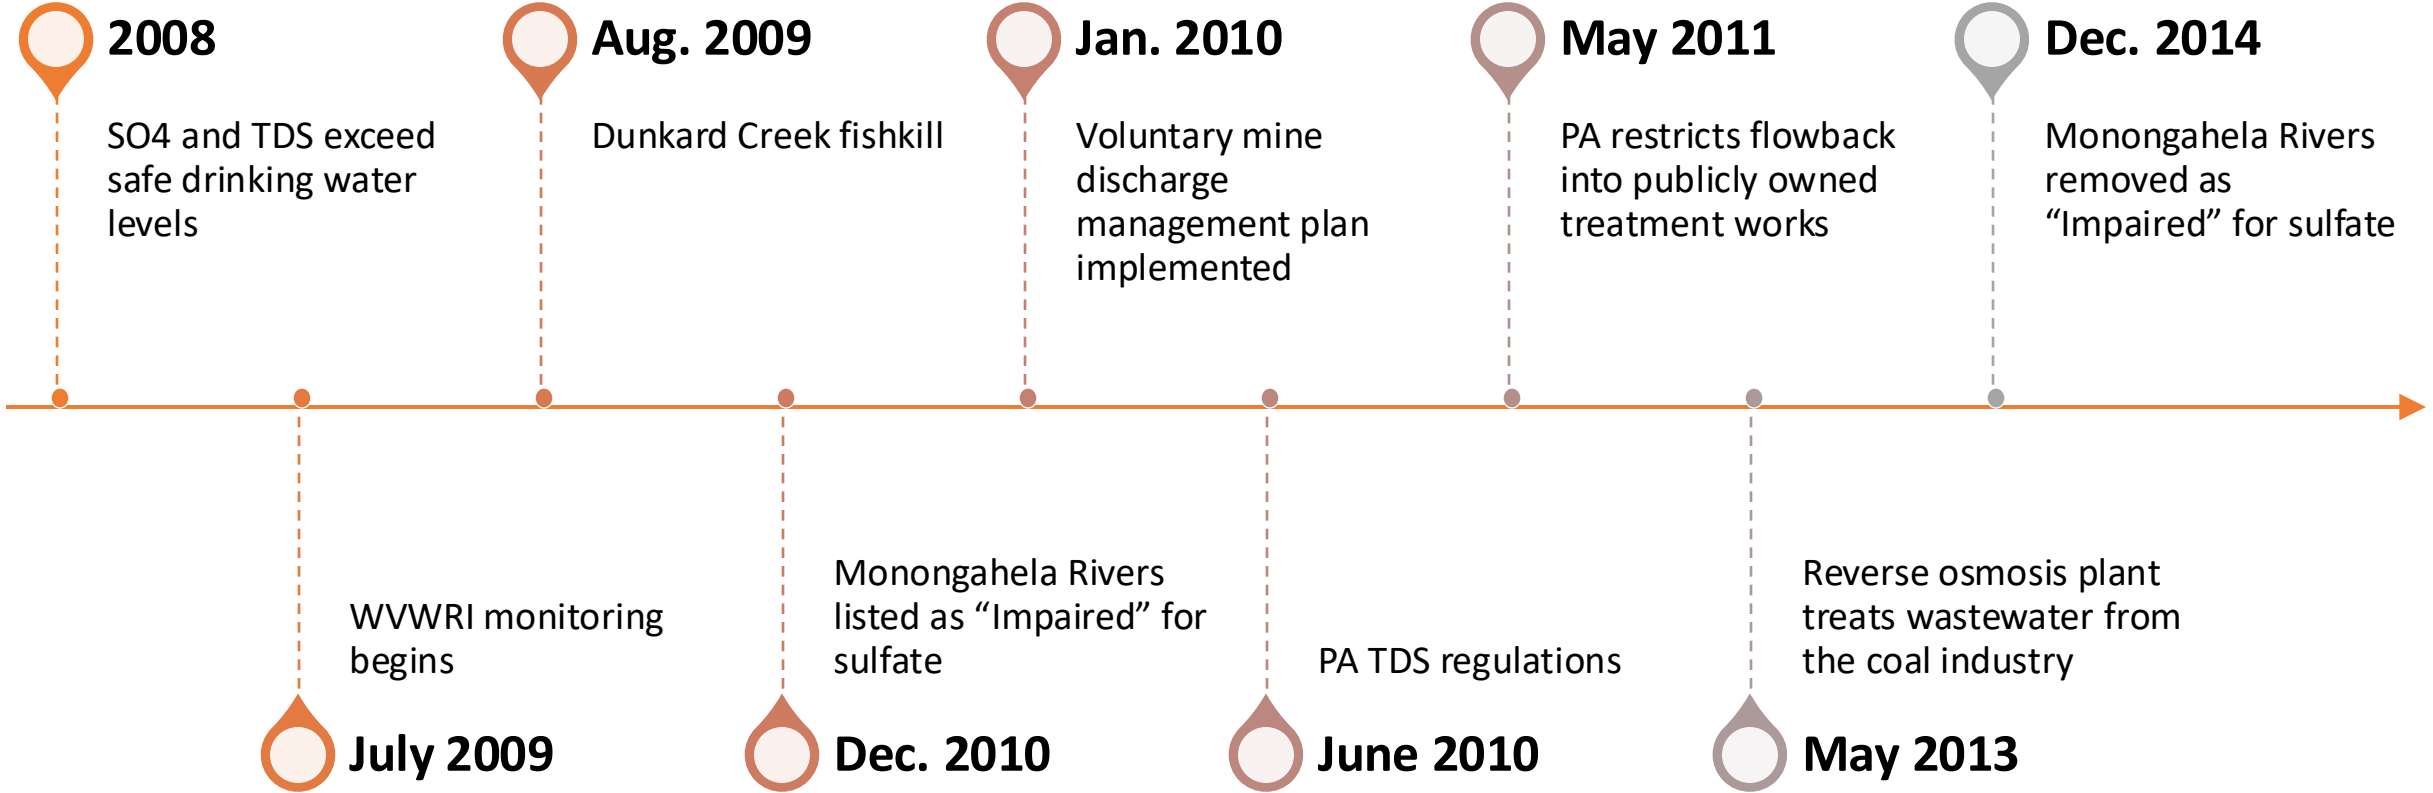 2008
SO4 and TDS exceed
safe drinking water
levels
Aug. 2009
Dunkard Creek fishkill
Jan. 2010
Voluntary mine
discharge
management plan
implemented
May 2011
PA restricts flowback
into publicly owned
treatment works
Dec. 2014
Monongahela Rivers
removed as
“Impaired” for sulfate
WVWRI monitoring
begins
July 2009
Monongahela Rivers
listed as “Impaired” for
sulfate
Dec. 2010
PA TDS regulations
June 2010
Reverse osmosis plant
treats wastewater from
the coal industry
May 2013